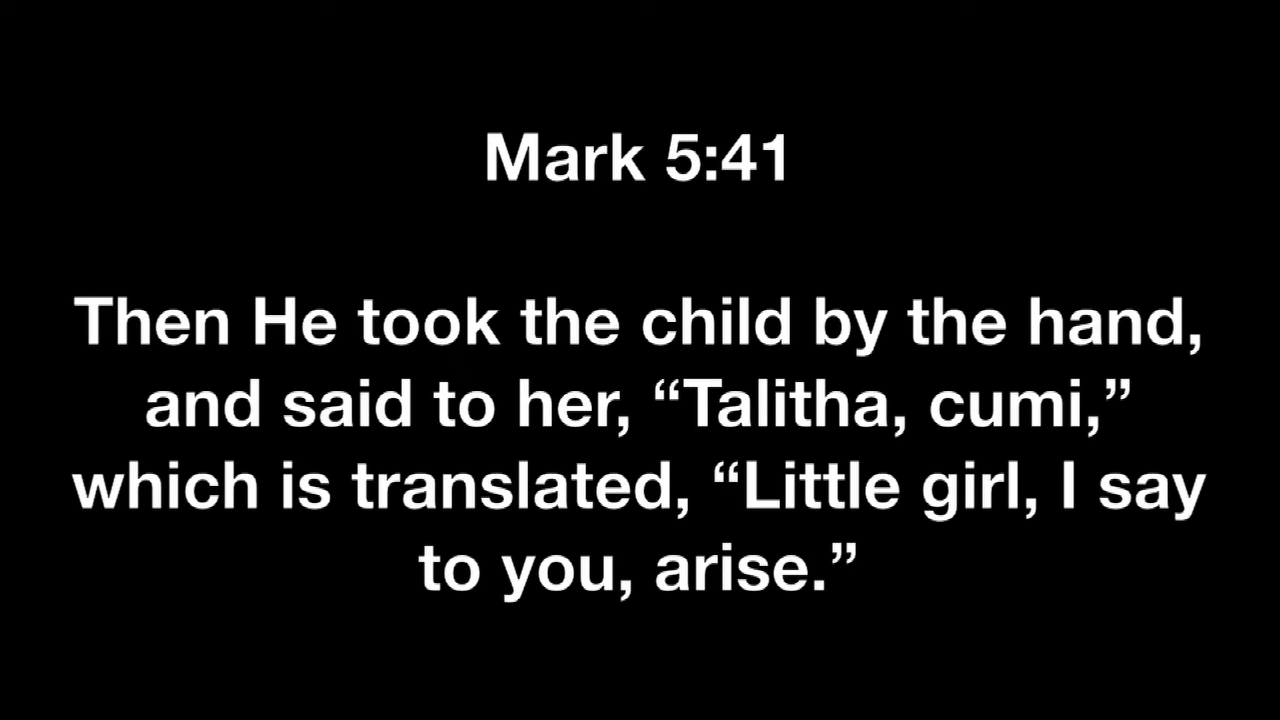 Mark 5:41
Then He took the child by the hand,
and said to her, “Talitha, cumi,”
which is translated, “Little girl, I say
to you, arise.”